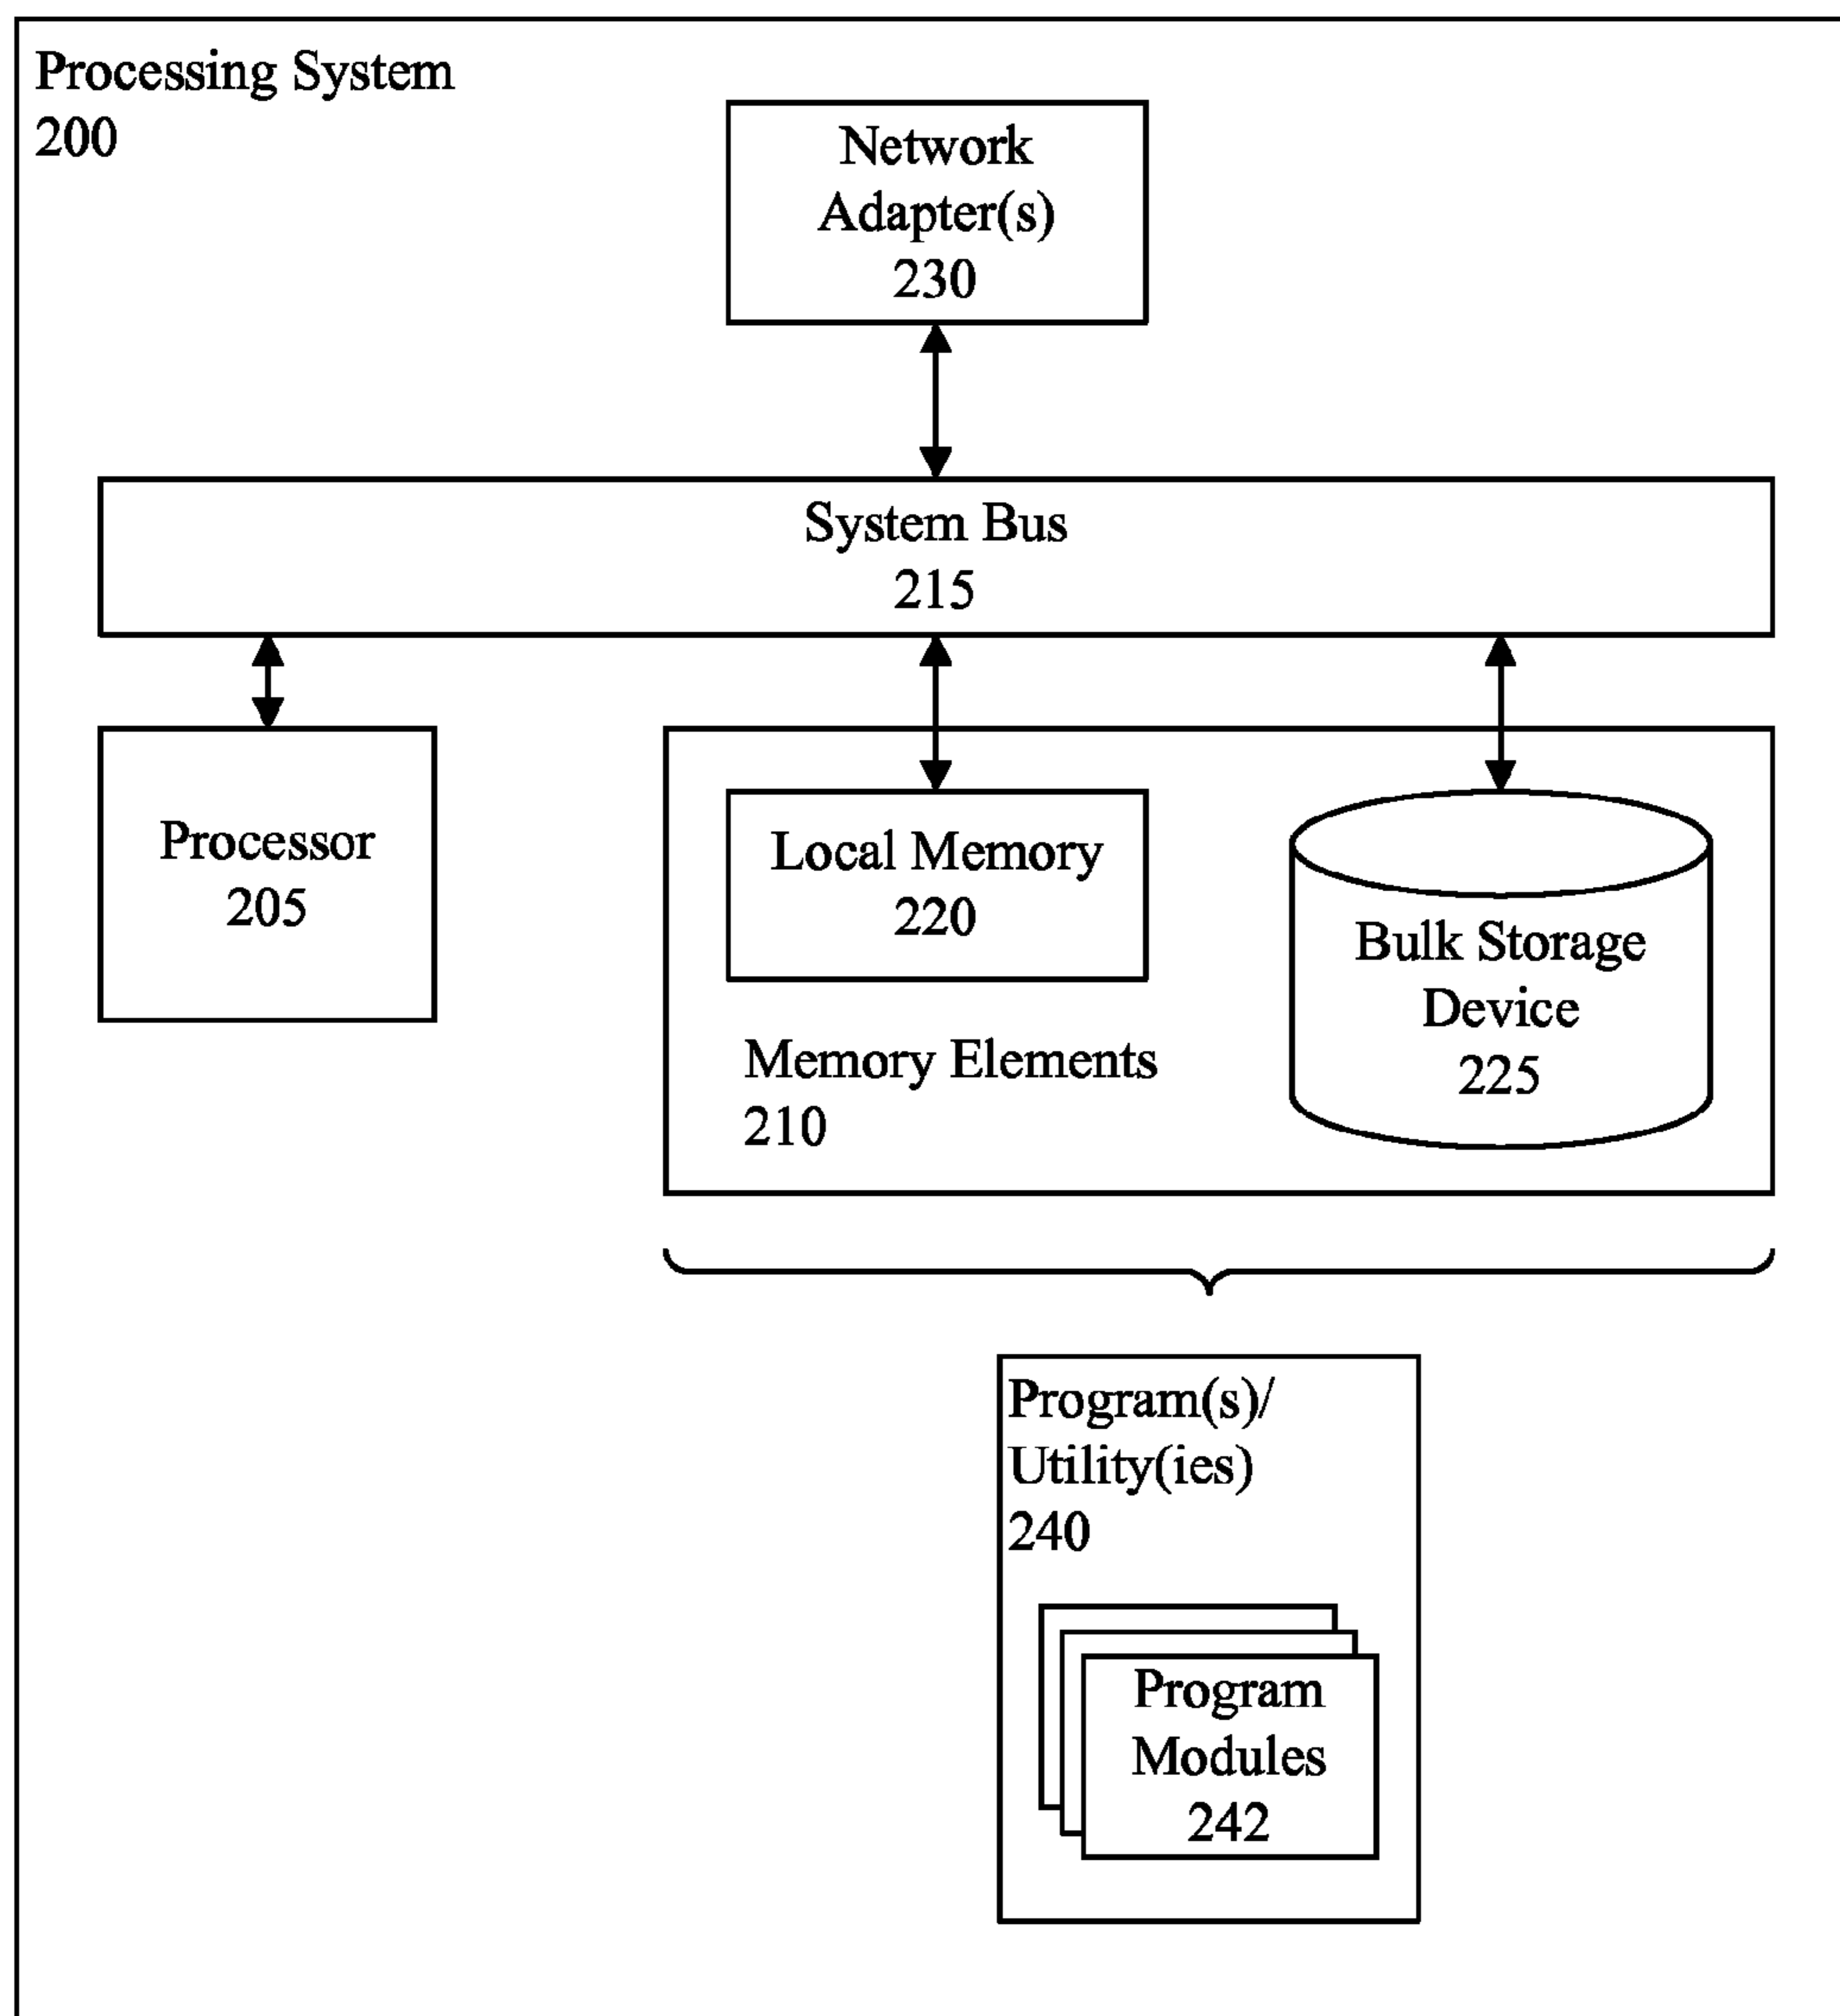 Processing System
200
Network
Adapter(s)
230
System Bus
215
Processor
205
Local Memory
220
Memory Elements
210
Bulk Storage
Device
225
Program(s)/
Utility(ies)
240
Program
Modules
242